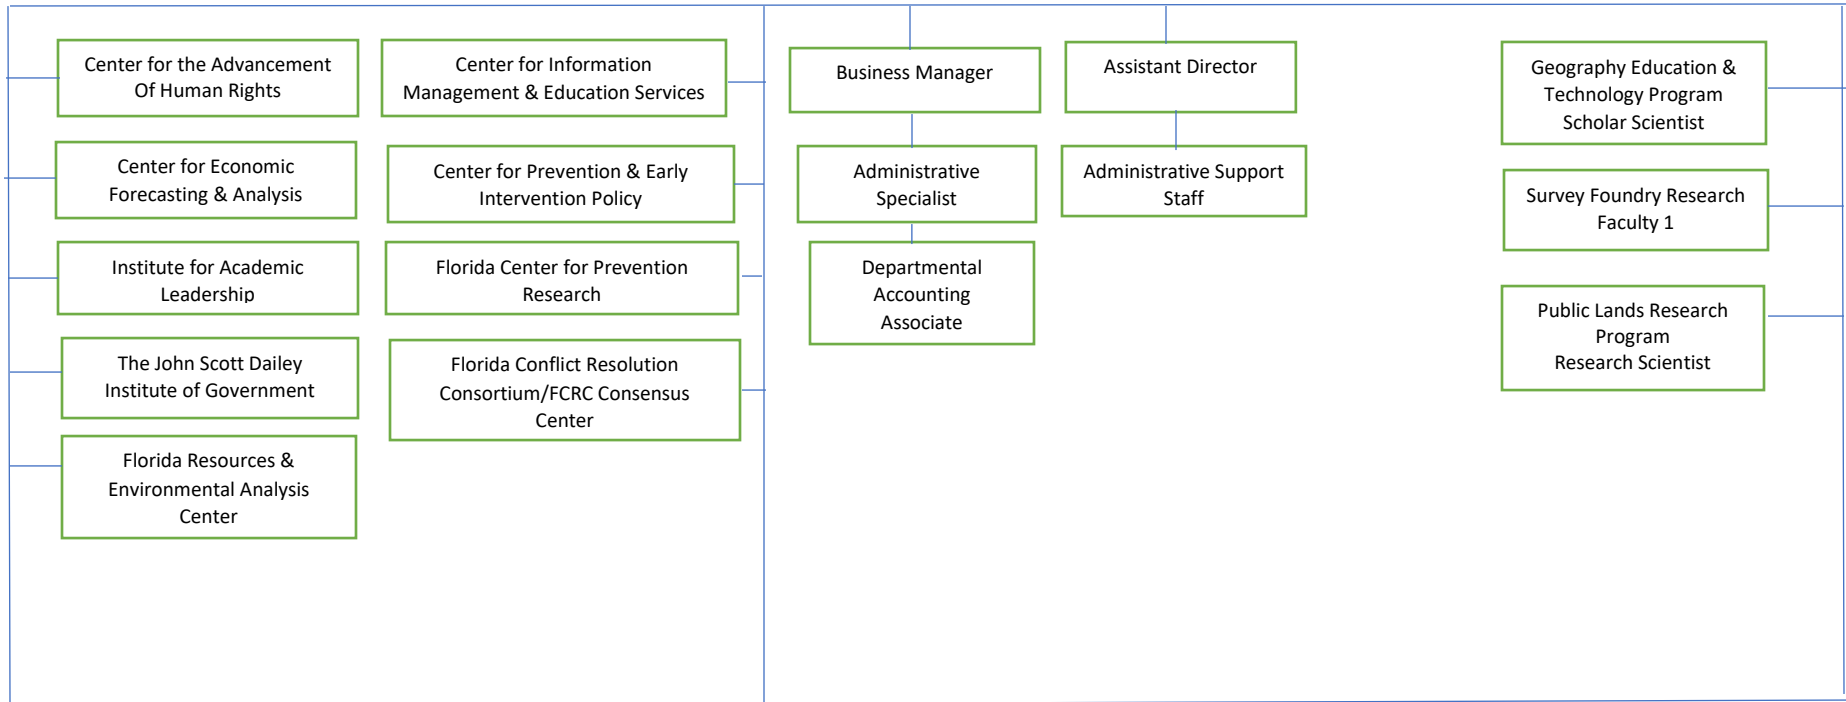 Center for the Advancement
Of Human Rights
Center for Economic
Forecasting & Analysis
Institute for Academic
Leadership
The John Scott Dailey
Institute of Government
Florida Resources &
Environmental Analysis
Center
Center for Information
Management & Education Services
Center for Prevention & Early
Intervention Policy
Florida Center for Prevention
Research
Florida Conflict Resolution
Consortium/FCRC Consensus
Center
Business Manager
Administrative
Specialist
Departmental
Accounting
Associate
Assistant Director
Administrative Support
Staff
Geography Education &
Technology Program
Scholar Scientist
Survey Foundry Research
Faculty 1
Public Lands Research
Program
Research Scientist